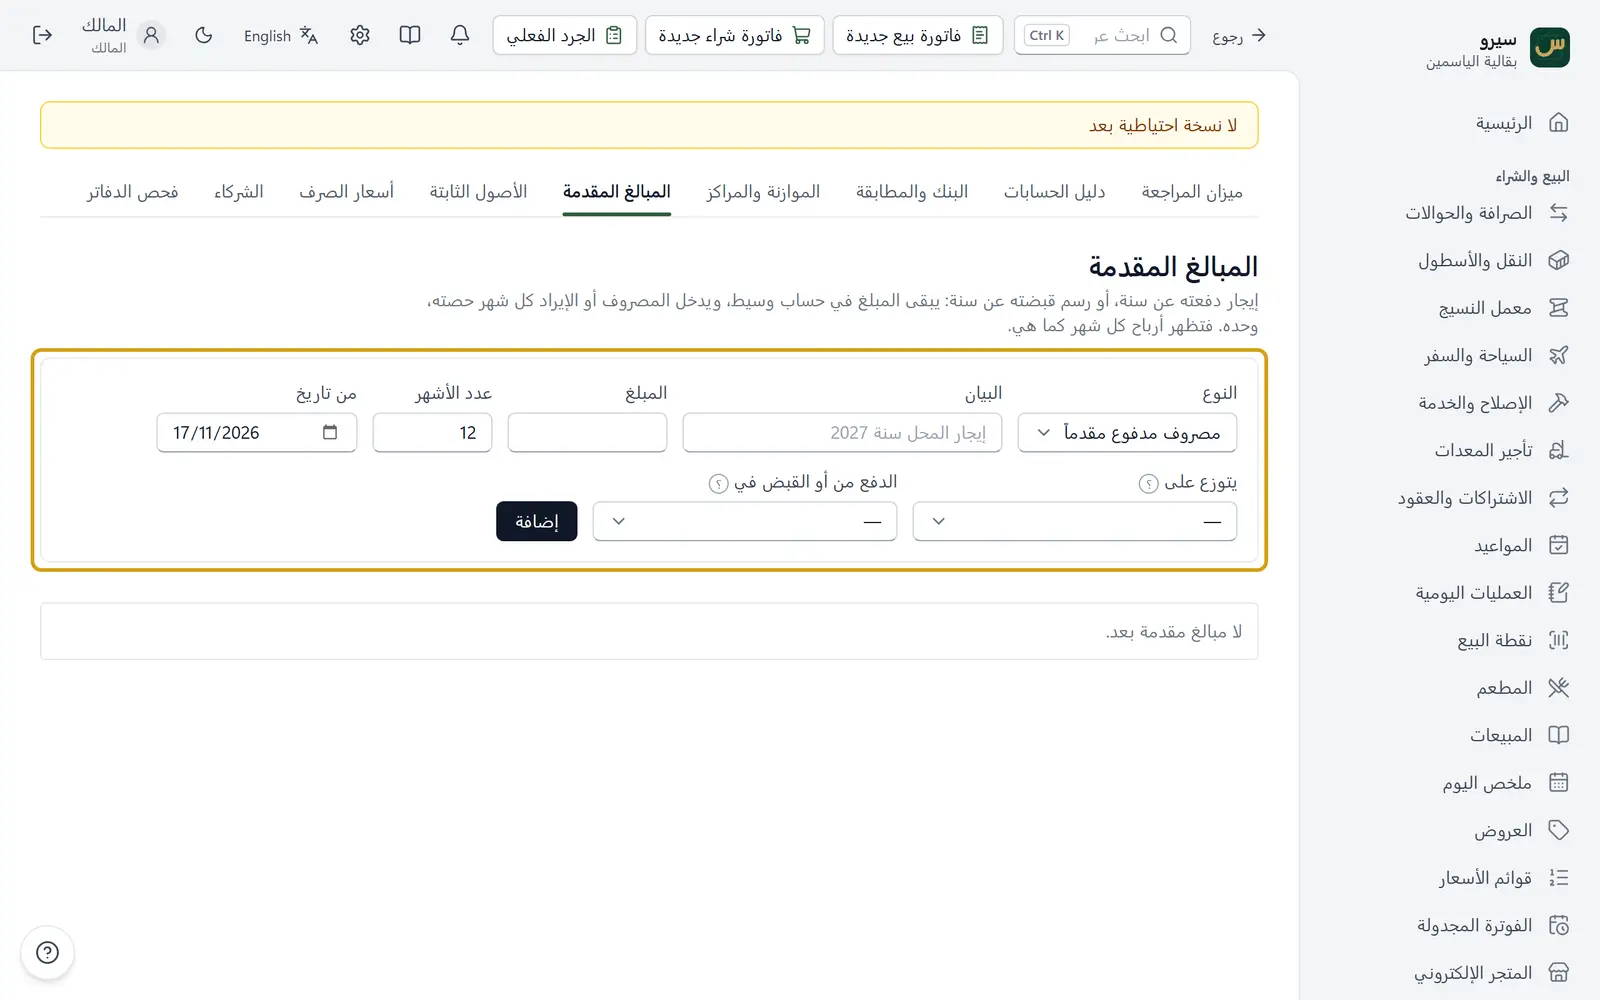 سيرو
بقالية الياسمين
رجوع
ابحث عر
Ctrl K
فاتورة بيع جديدة
فاتورة شراء جديدة
الجرد الفعلي
English
المالك
المالك
الرئيسية
البيع والشراء
الصرافة والحوالات
النقل والأسطول
معمل النسيج
السياحة والسفر
الإصلاح والخدمة
تأجير المعدات
الاشتراكات والعقود
المواعيد
العمليات اليومية
نقطة البيع
المطعم
المبيعات
ملخص اليوم
العروض
قوائم الأسعار
الفوترة المجدولة
المتجر الإلكتروني
لا نسخة احتياطية بعد
ميزان المراجعة
دليل الحسابات
البنك والمطابقة
الموازنة والمراكز
المبالغ المقدمة
الأصول الثابتة
أسعار الصرف
الشركاء
فحص الدفاتر
المبالغ المقدمة
إيجار دفعته عن سنة، أو رسم قبضته عن سنة: يبقى المبلغ في حساب وسيط، ويدخل المصروف أو الإيراد كل شهر حصته،
وحده. فتظهر أرباح كل شهر كما هي.
النوع
مصروف مدفوع مقدماً
البيان
إيجار المحل سنة 2027
المبلغ
عدد الأشهر
12
من تاريخ
17/11/2026
يتوزع على ؟
—
الدفع من أو القبض في ؟
—
إضافة
لا مبالغ مقدمة بعد.